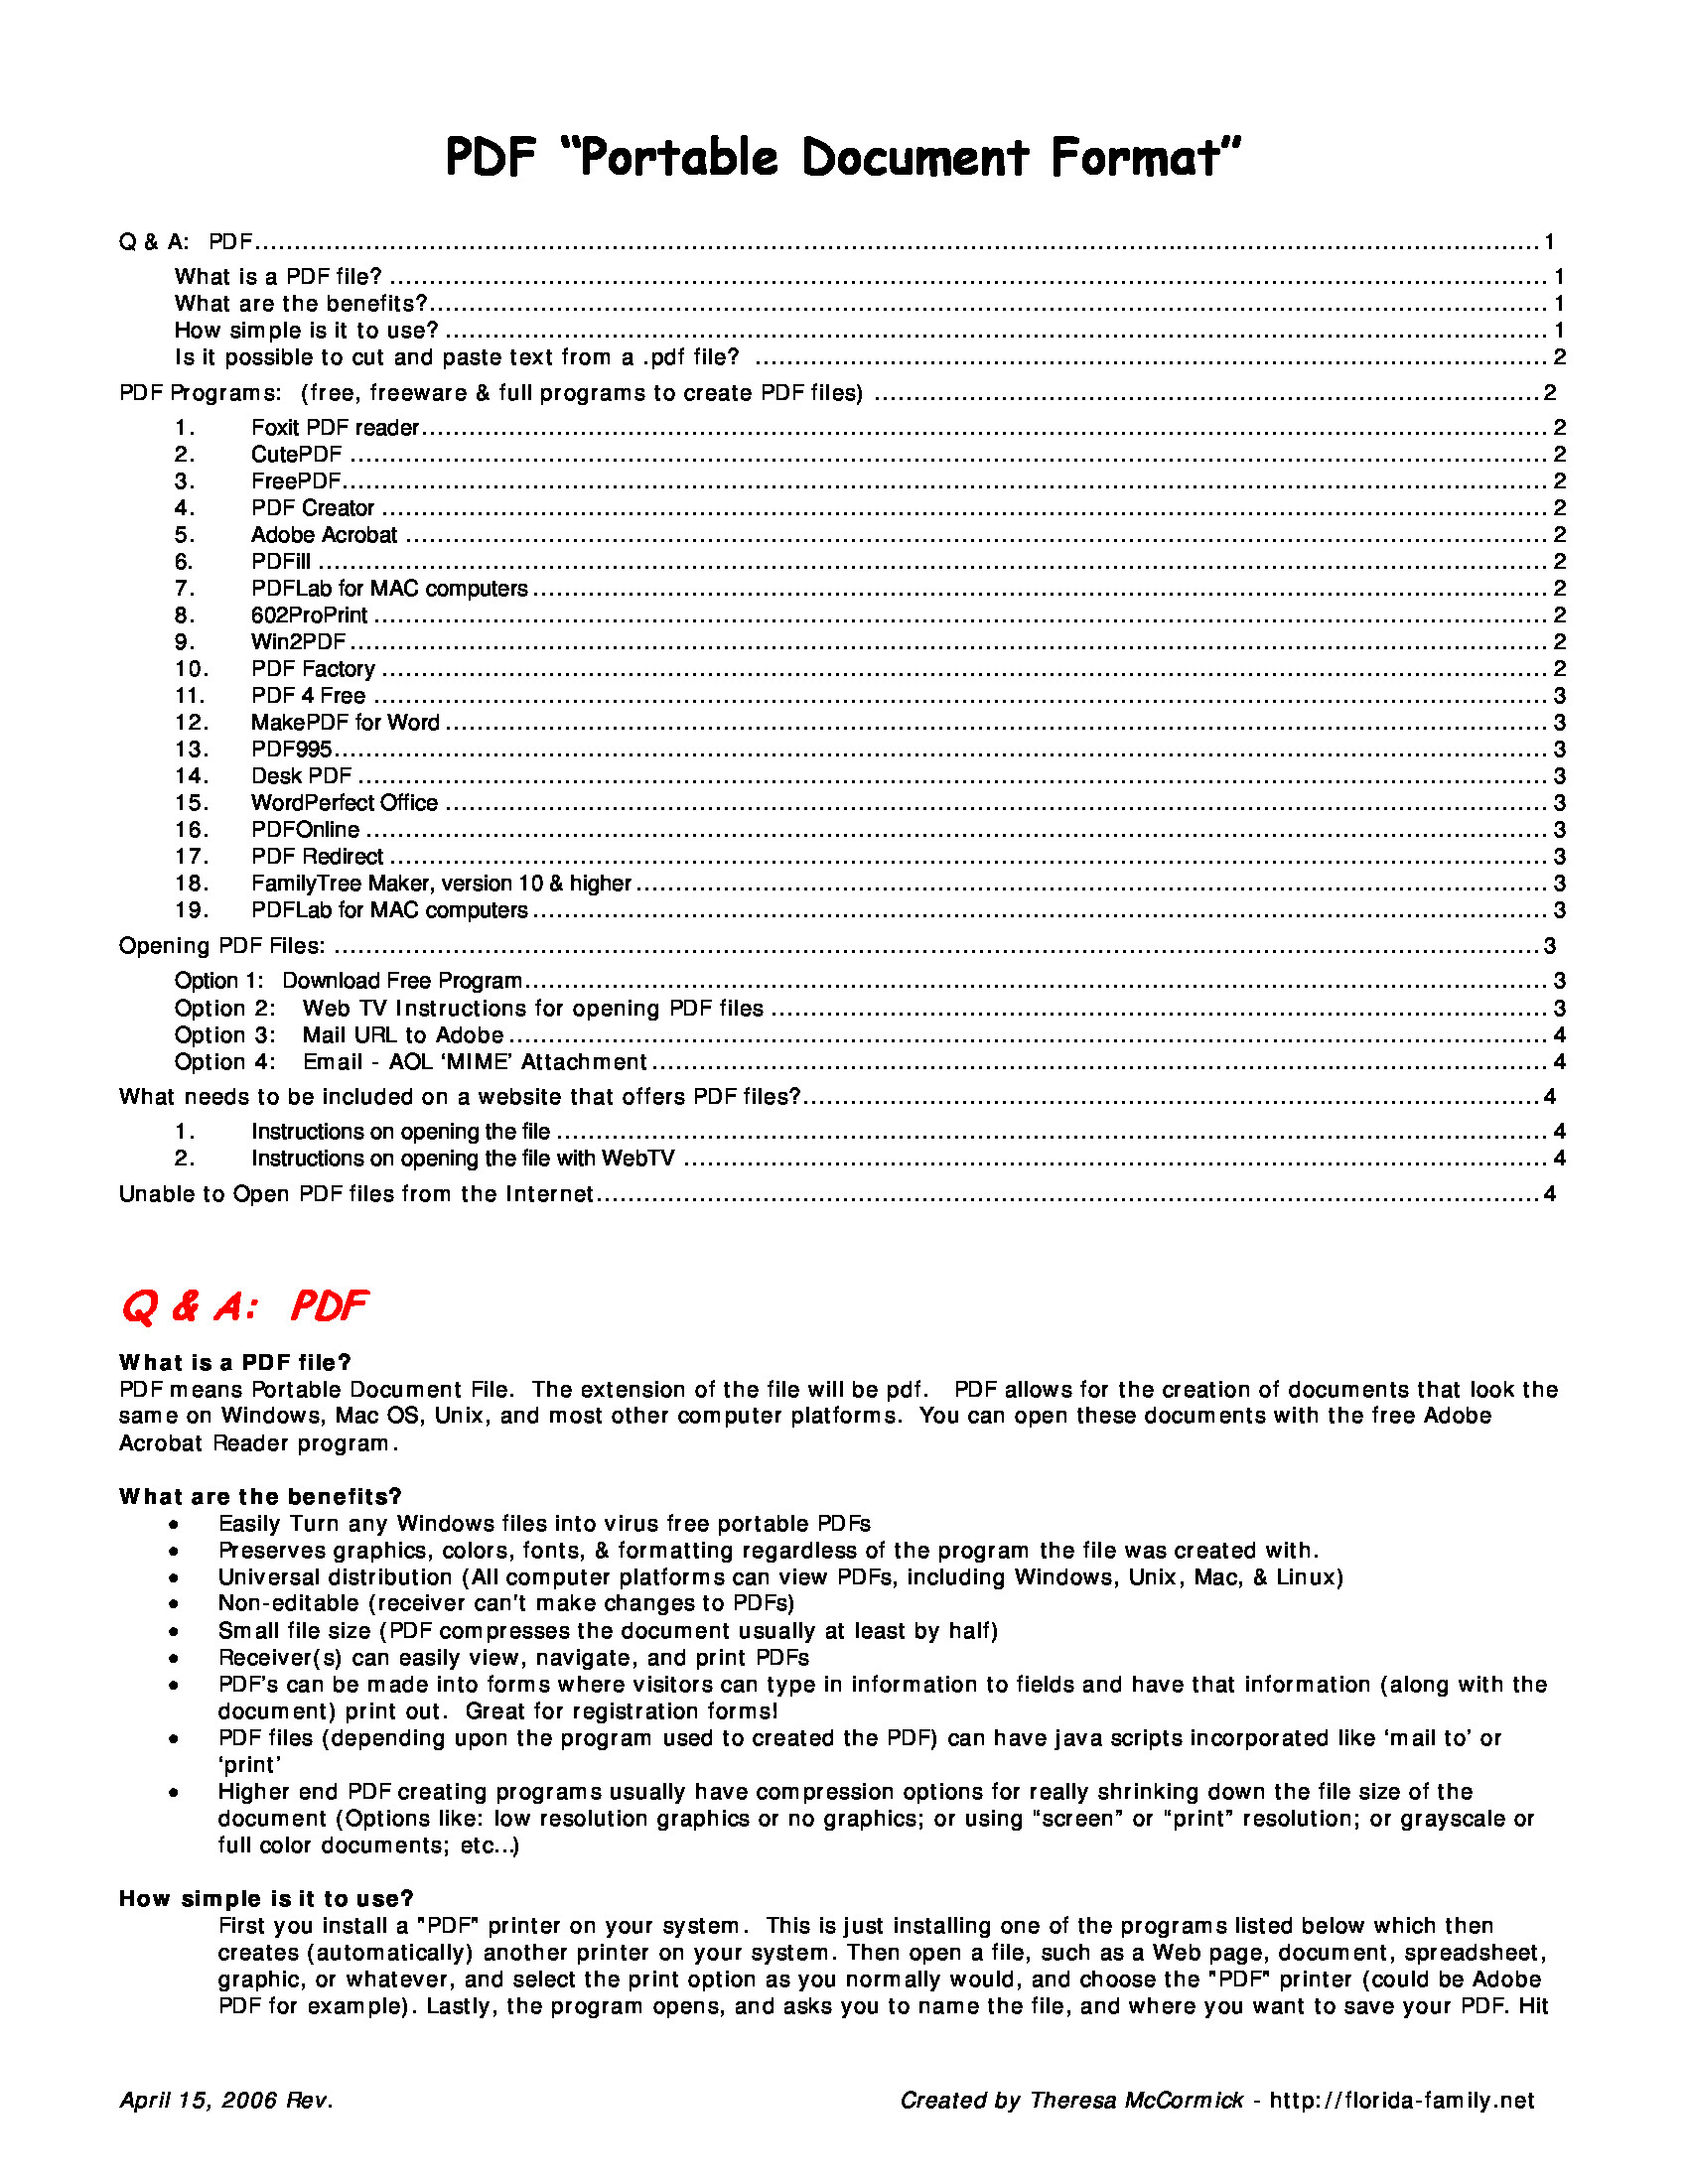 PDF “Portable Document Format”
Q & A:  PDF.......... 1
What is a PDF file? .......... 1
What are the benefits?.......... 1
How simple is it to use? .......... 1
Is it possible to cut and paste text from a .pdf file? .......... 2
PDF Programs:  (free, freeware & full programs to create PDF files) .......... 2
1. Foxit PDF reader.......... 2
2. CutePDF .......... 2
3. FreePDF.......... 2
4. PDF Creator .......... 2
5. Adobe Acrobat .......... 2
6. PDFill .......... 2
7. PDFLab for MAC computers .......... 2
8. 602ProPrint .......... 2
9. Win2PDF .......... 2
10. PDF Factory .......... 2
11. PDF 4 Free .......... 3
12. MakePDF for Word .......... 3
13. PDF995.......... 3
14. Desk PDF .......... 3
15. WordPerfect Office .......... 3
16. PDFOnline .......... 3
17. PDF Redirect .......... 3
18. FamilyTree Maker, version 10 & higher .......... 3
19. PDFLab for MAC computers .......... 3
Opening PDF Files: .......... 3
Option 1:  Download Free Program.......... 3
Option 2:  Web TV Instructions for opening PDF files .......... 3
Option 3:  Mail URL to Adobe .......... 4
Option 4:  Email - AOL ‘MIME’ Attachment .......... 4
What needs to be included on a website that offers PDF files?.......... 4
1. Instructions on opening the file .......... 4
2. Instructions on opening the file with WebTV .......... 4
Unable to Open PDF files from the Internet.......... 4
Q & A:  PDF
What is a PDF file?
PDF means Portable Document File.  The extension of the file will be pdf.  PDF allows for the creation of documents that look the
same on Windows, Mac OS, Unix, and most other computer platforms.  You can open these documents with the free Adobe
Acrobat Reader program.
What are the benefits?
• Easily Turn any Windows files into virus free portable PDFs
• Preserves graphics, colors, fonts, & formatting regardless of the program the file was created with.
• Universal distribution (All computer platforms can view PDFs, including Windows, Unix, Mac, & Linux)
• Non-editable (receiver can't make changes to PDFs)
• Small file size (PDF compresses the document usually at least by half)
• Receiver(s) can easily view, navigate, and print PDFs
• PDF’s can be made into forms where visitors can type in information to fields and have that information (along with the
document) print out.  Great for registration forms!
• PDF files (depending upon the program used to created the PDF) can have java scripts incorporated like ‘mail to’ or
‘print’
• Higher end PDF creating programs usually have compression options for really shrinking down the file size of the
document (Options like: low resolution graphics or no graphics; or using “screen” or “print” resolution; or grayscale or
full color documents; etc…)
How simple is it to use?
First you install a "PDF" printer on your system.  This is just installing one of the programs listed below which then
creates (automatically) another printer on your system. Then open a file, such as a Web page, document, spreadsheet,
graphic, or whatever, and select the print option as you normally would, and choose the "PDF" printer (could be Adobe
PDF for example). Lastly, the program opens, and asks you to name the file, and where you want to save your PDF. Hit
April 15, 2006 Rev. Created by Theresa McCormick - http://florida-family.net